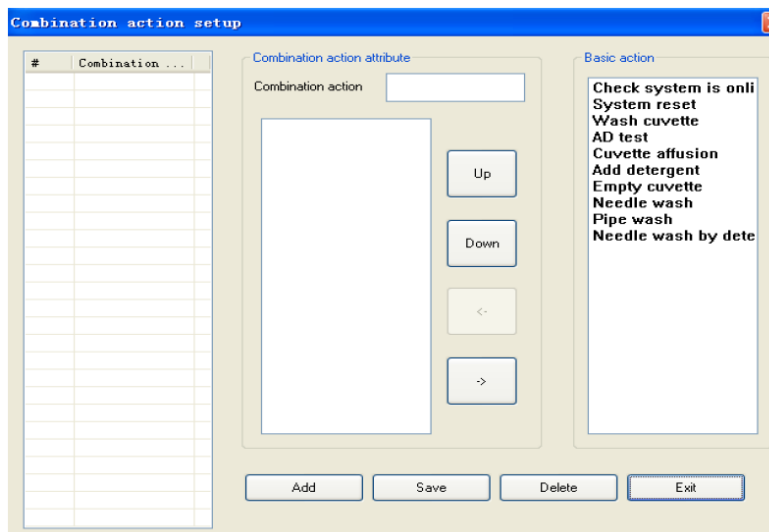 Combination action setup
# Combination ...
Combination action attribute
Combination action
Up
Down
<-
->
Basic action
Check system is onli
System reset
Wash cuvette
AD test
Cuvette affusion
Add detergent
Empty cuvette
Needle wash
Pipe wash
Needle wash by dete
Add
Save
Delete
Exit